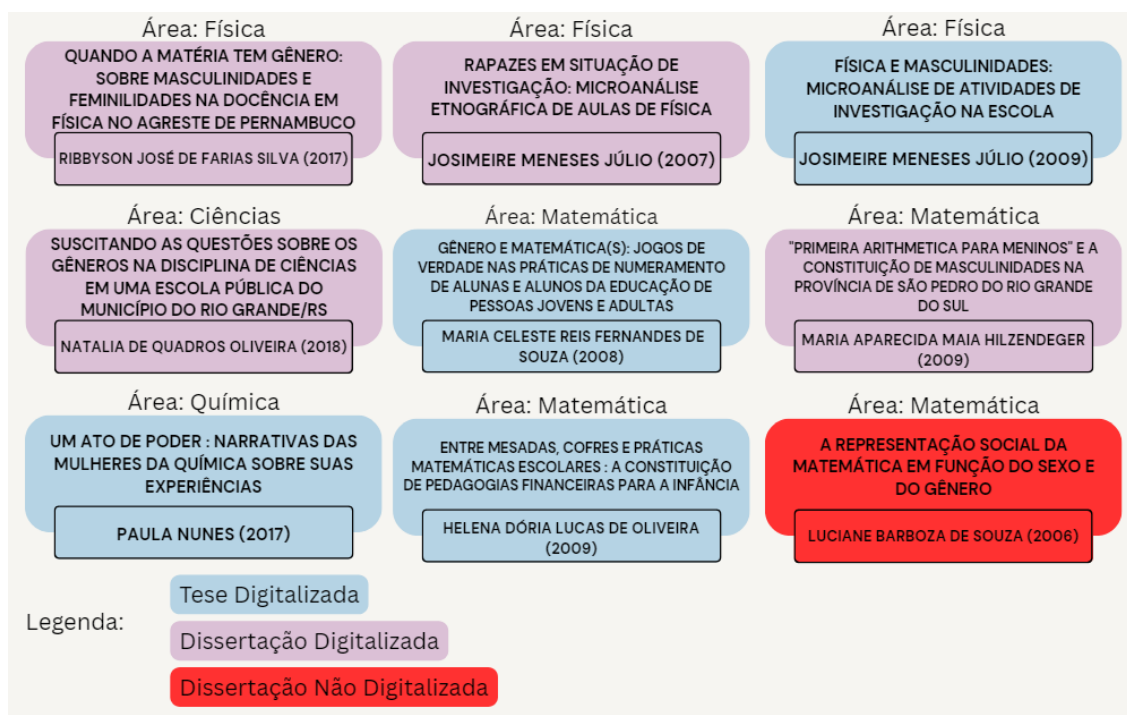 Área: Física
QUANDO A MATÉRIA TEM GÊNERO:
SOBRE MASCULINIDADES E
FEMINILIDADES NA DOCÊNCIA EM
FÍSICA NO AGRESTE DE PERNAMBUCO
RIBBYSON JOSÉ DE FARIAS SILVA (2017)
Área: Física
RAPAZES EM SITUAÇÃO DE
INVESTIGAÇÃO: MICROANÁLISE
ETNOGRÁFICA DE AULAS DE FÍSICA
JOSIMEIRE MENESES JÚLIO (2007)
Área: Física
FÍSICA E MASCULINIDADES:
MICROANÁLISE DE ATIVIDADES DE
INVESTIGAÇÃO NA ESCOLA
JOSIMEIRE MENESES JÚLIO (2009)
Área: Ciências
SUSCITANDO AS QUESTÕES SOBRE OS
GÊNEROS NA DISCIPLINA DE CIÊNCIAS
EM UMA ESCOLA PÚBLICA DO
MUNICÍPIO DO RIO GRANDE/RS
NATALIA DE QUADROS OLIVEIRA (2018)
Área: Matemática
GÊNERO E MATEMÁTICA(S): JOGOS DE
VERDADE NAS PRÁTICAS DE NUMERAMENTO
DE ALUNAS E ALUNOS DA EDUCAÇÃO DE
PESSOAS JOVENS E ADULTAS
MARIA CELESTE REIS FERNANDES DE
SOUZA (2008)
Área: Matemática
"PRIMEIRA ARITHMETICA PARA MENINOS" E A
CONSTITUIÇÃO DE MASCULINIDADES NA
PROVÍNCIA DE SÃO PEDRO DO RIO GRANDE
DO SUL
MARIA APARECIDA MAIA HILZENDEGER
(2009)
Área: Química
UM ATO DE PODER : NARRATIVAS DAS
MULHERES DA QUÍMICA SOBRE SUAS
EXPERIÊNCIAS
PAULA NUNES (2017)
Área: Matemática
ENTRE MESADAS, COFRES E PRÁTICAS
MATEMÁTICAS ESCOLARES : A CONSTITUIÇÃO
DE PEDAGOGIAS FINANCEIRAS PARA A INFÂNCIA
HELENA DÓRIA LUCAS DE OLIVEIRA
(2009)
Área: Matemática
A REPRESENTAÇÃO SOCIAL DA
MATEMÁTICA EM FUNÇÃO DO SEXO E
DO GÊNERO
LUCIANE BARBOZA DE SOUZA (2006)
Legenda:
Tese Digitalizada
Dissertação Digitalizada
Dissertação Não Digitalizada